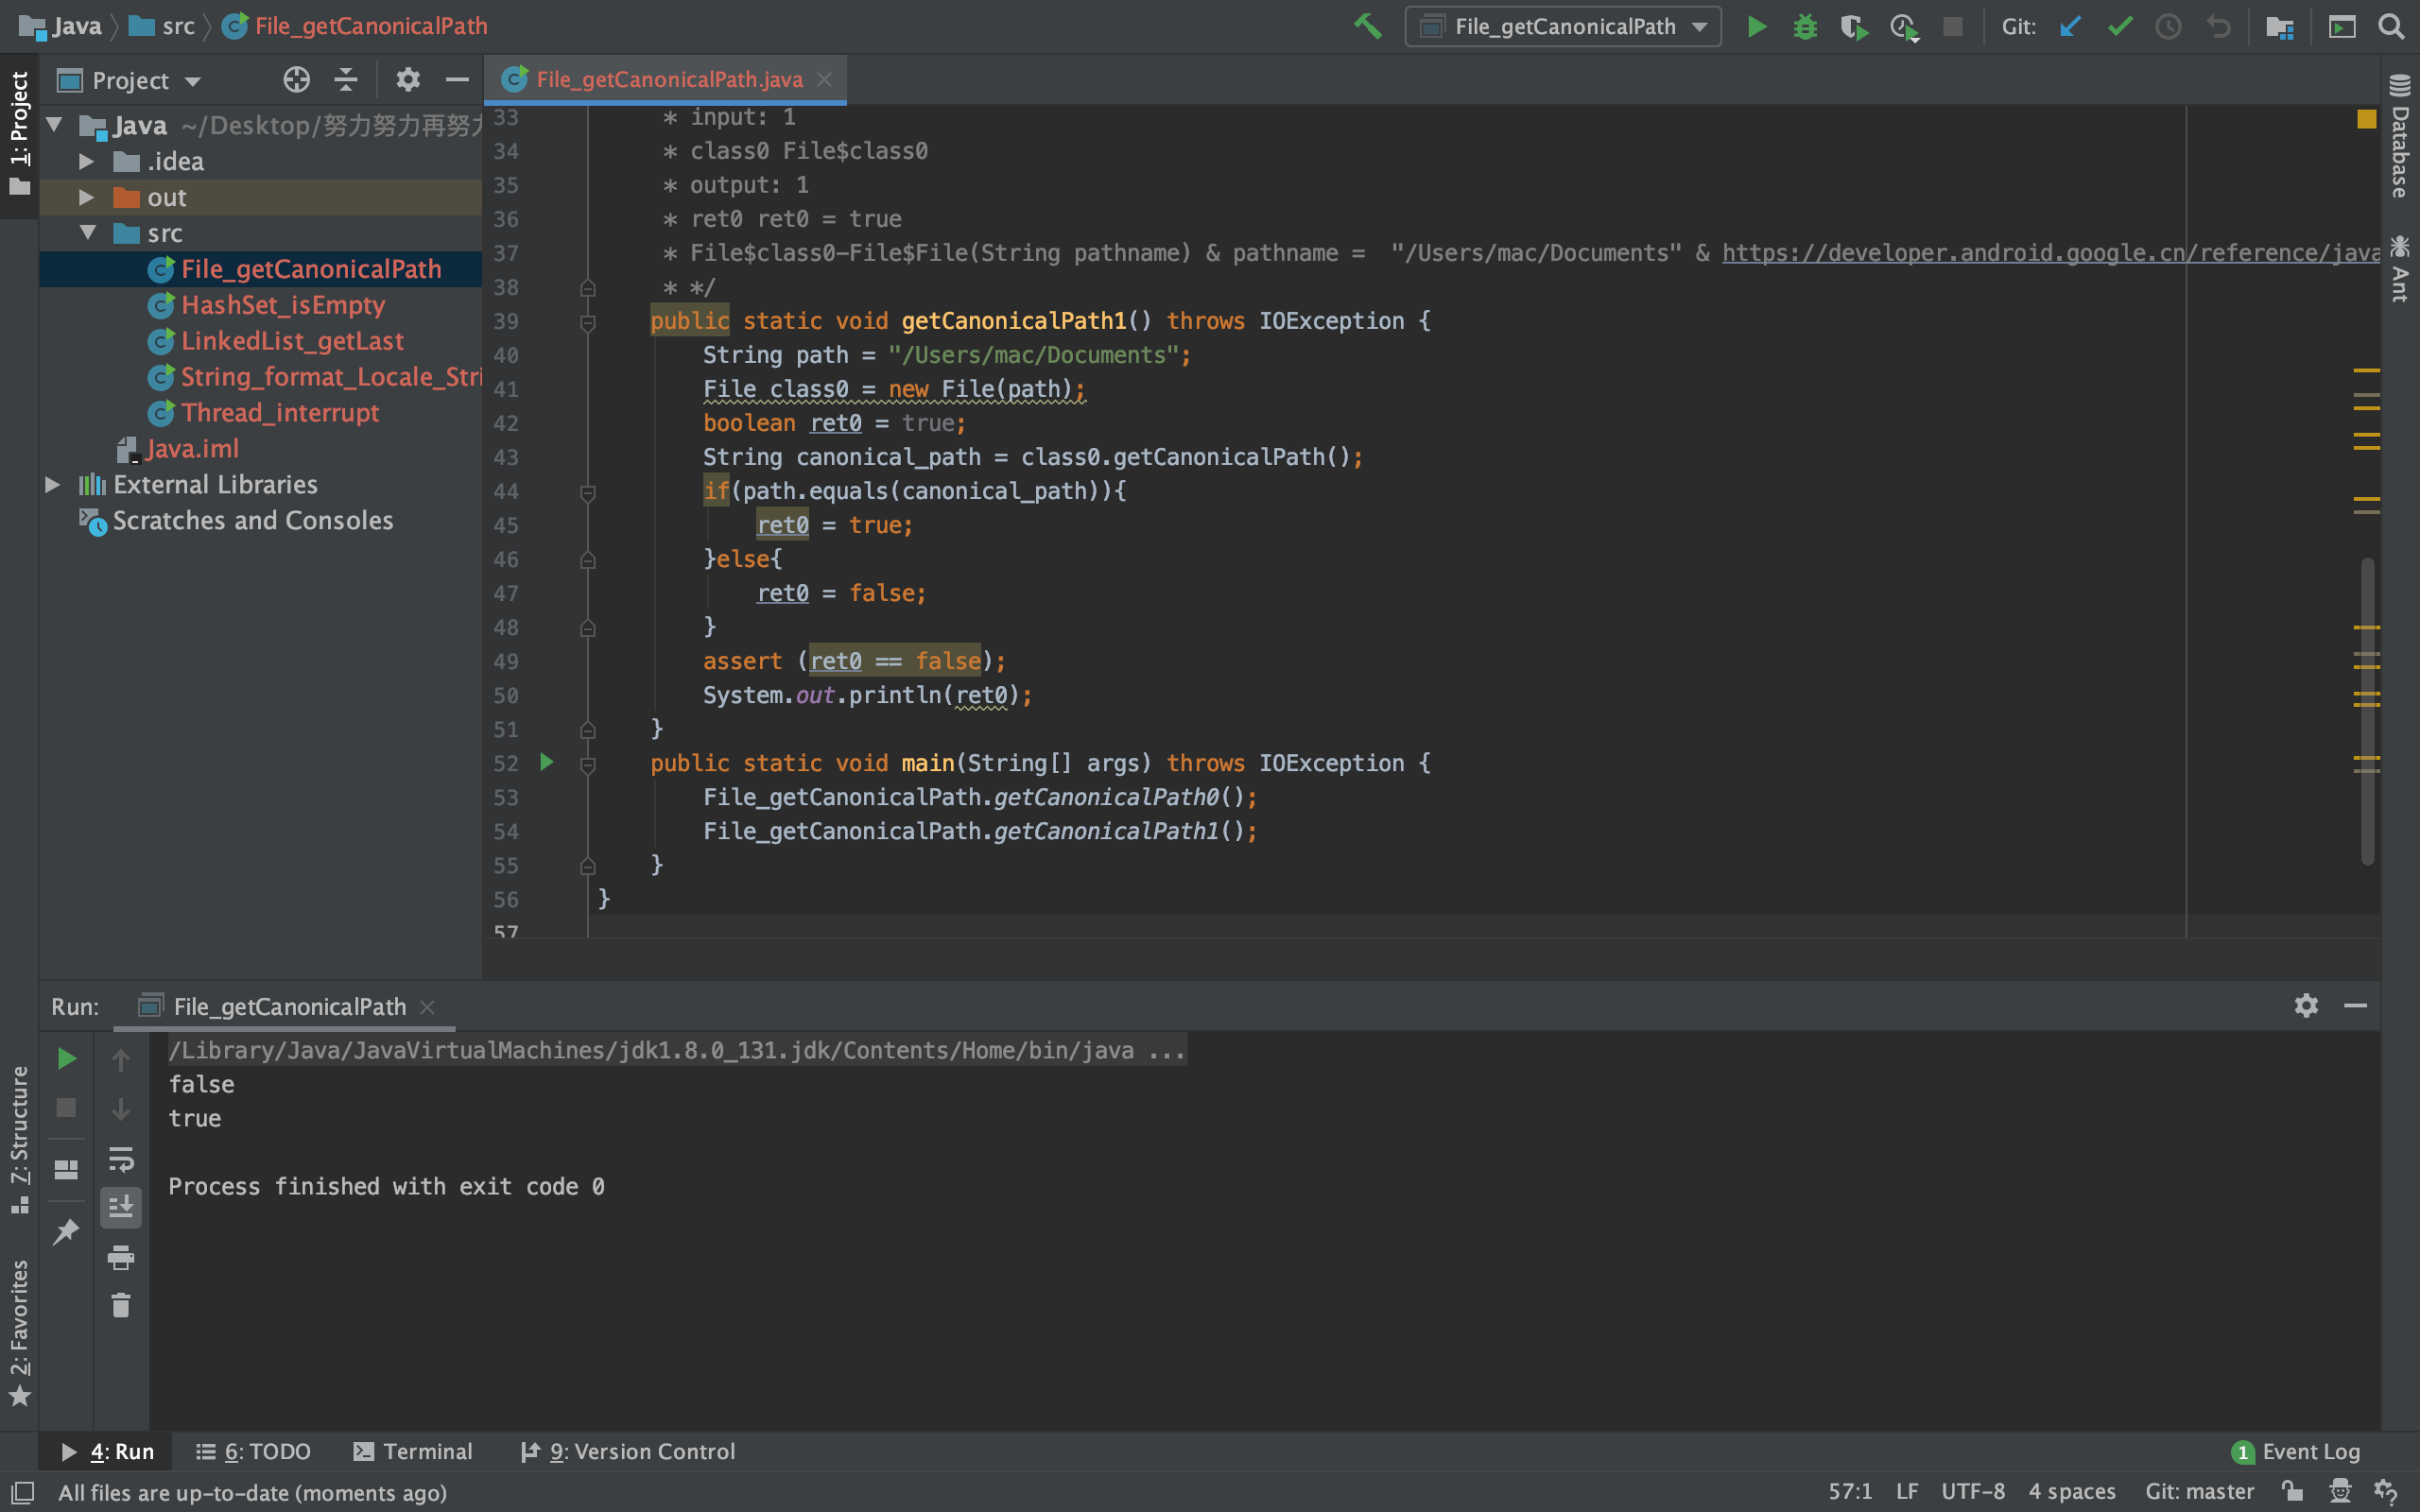 Java src File_getCanonicalPath
File_getCanonicalPath
Git:
1: Project
Project
File_getCanonicalPath.java
Java ~/Desktop/努力努力再努力
.idea
out
src
File_getCanonicalPath
HashSet_isEmpty
LinkedList_getLast
String_format_Locale_Stri
Thread_interrupt
Java.iml
External Libraries
Scratches and Consoles
33 * input: 1
34 * class0 File$class0
35 * output: 1
36 * ret0 ret0 = true
37 * File$class0-File$File(String pathname) & pathname =  "/Users/mac/Documents" & https://developer.android.google.cn/reference/java
38 * */
39 public static void getCanonicalPath1() throws IOException {
40 String path = "/Users/mac/Documents";
41 File class0 = new File(path);
42 boolean ret0 = true;
43 String canonical_path = class0.getCanonicalPath();
44 if(path.equals(canonical_path)){
45 ret0 = true;
46 }else{
47 ret0 = false;
48 }
49 assert (ret0 == false);
50 System.out.println(ret0);
51 }
52 public static void main(String[] args) throws IOException {
53 File_getCanonicalPath.getCanonicalPath0();
54 File_getCanonicalPath.getCanonicalPath1();
55 }
56 }
57
Database
Ant
Run: File_getCanonicalPath
/Library/Java/JavaVirtualMachines/jdk1.8.0_131.jdk/Contents/Home/bin/java ...
false
true
Process finished with exit code 0
7: Structure
2: Favorites
4: Run 6: TODO Terminal 9: Version Control
1 Event Log
All files are up-to-date (moments ago)
57:1 LF UTF-8 4 spaces Git: master